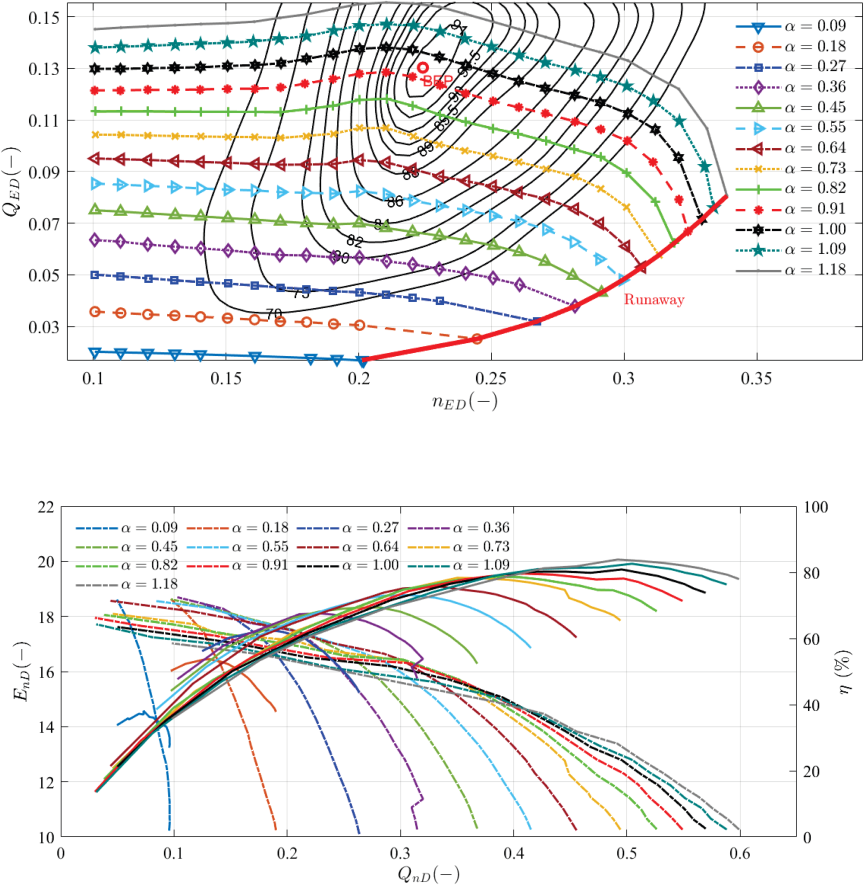 0.15
0.13
0.11
0.09
0.07
0.05
0.03
Q_ED(−)
0.1
0.15
0.2
0.25
0.3
0.35
n_ED(−)
91
90
89
86
82
80
70
BEP
Runaway
α = 0.09
α = 0.18
α = 0.27
α = 0.36
α = 0.45
α = 0.55
α = 0.64
α = 0.73
α = 0.82
α = 0.91
α = 1.00
α = 1.09
α = 1.18
22
20
18
16
14
12
10
E_nD(−)
α = 0.09 α = 0.18 α = 0.27 α = 0.36
α = 0.45 α = 0.55 α = 0.64 α = 0.73
α = 0.82 α = 0.91 α = 1.00 α = 1.09
α = 1.18
100
80
60
40
20
0
η (%)
0
0.1
0.2
0.3
0.4
0.5
0.6
Q_nD(−)